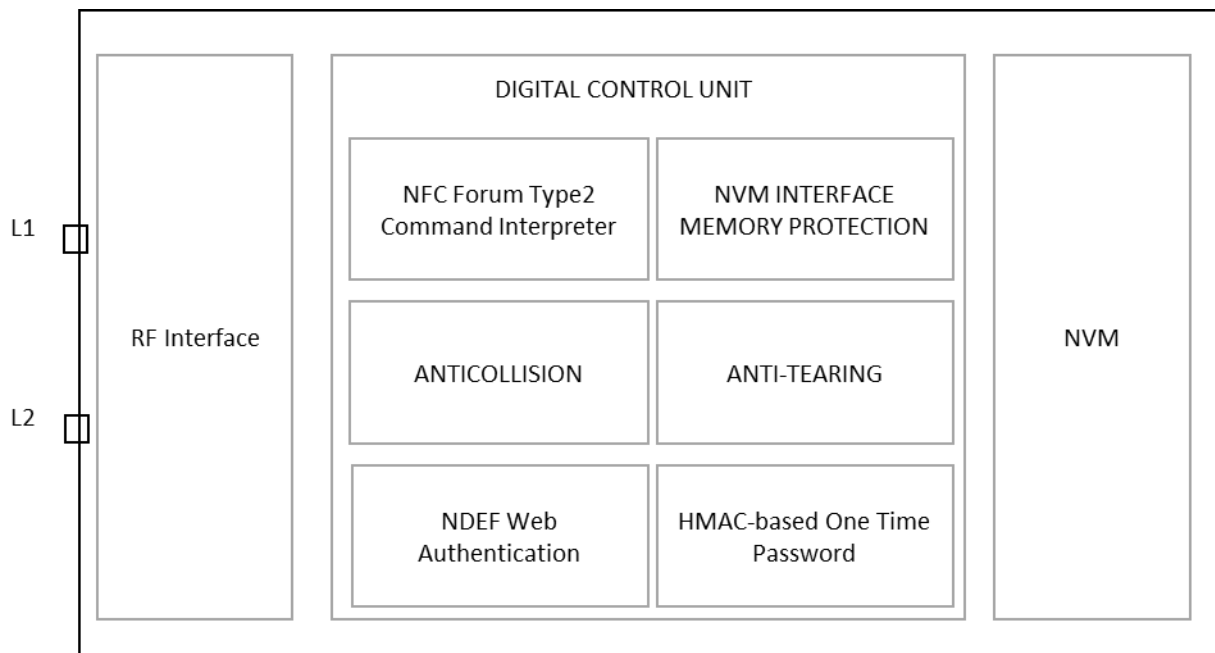 DIGITAL CONTROL UNIT
NFC Forum Type2
Command Interpreter
NVM INTERFACE
MEMORY PROTECTION
L1
RF Interface
ANTICOLLISION
ANTI-TEARING
NVM
L2
NDEF Web
Authentication
HMAC-based One Time
Password